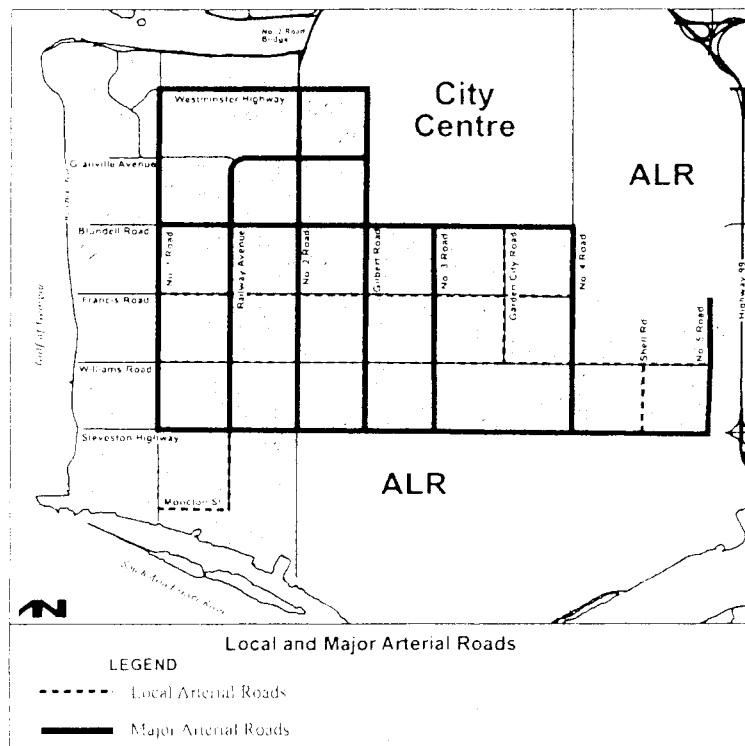 No. 2 Road
Bridge
Westminster Highway
City
Centre
Granville Avenue
ALR
Blundell Road
No. 1 Road
Railway Avenue
No. 2 Road
Gilbert Road
No. 3 Road
Garden City Road
No. 4 Road
Highway 99
Francis Road
Gulf of Georgia
Shell Rd
No. 5 Road
Williams Road
Steveston Highway
ALR
Moncton St
Local and Major Arterial Roads
LEGEND
Local Arterial Roads
Major Arterial Roads